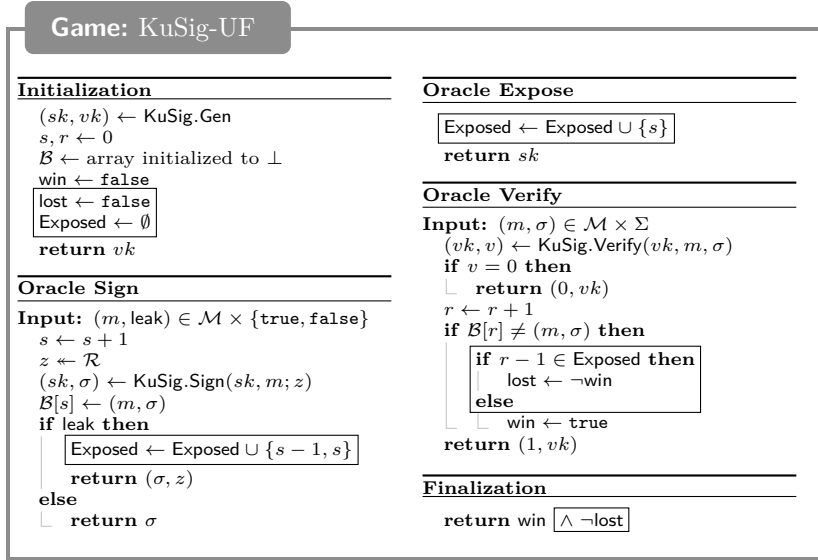 Game: KuSig-UF
Initialization
(sk, vk) ← KuSig.Gen
s, r ← 0
𝓑 ← array initialized to ⊥
win ← false
lost ← false
Exposed ← ∅
return vk
Oracle Sign
Input: (m, leak) ∈ 𝓜 × {true, false}
s ← s + 1
z ↞ 𝓡
(sk, σ) ← KuSig.Sign(sk, m; z)
𝓑[s] ← (m, σ)
if leak then
Exposed ← Exposed ∪ {s − 1, s}
return (σ, z)
else
return σ
Oracle Expose
Exposed ← Exposed ∪ {s}
return sk
Oracle Verify
Input: (m, σ) ∈ 𝓜 × Σ
(vk, v) ← KuSig.Verify(vk, m, σ)
if v = 0 then
return (0, vk)
r ← r + 1
if 𝓑[r] ≠ (m, σ) then
if r − 1 ∈ Exposed then
lost ← ¬win
else
win ← true
return (1, vk)
Finalization
return win ∧ ¬lost